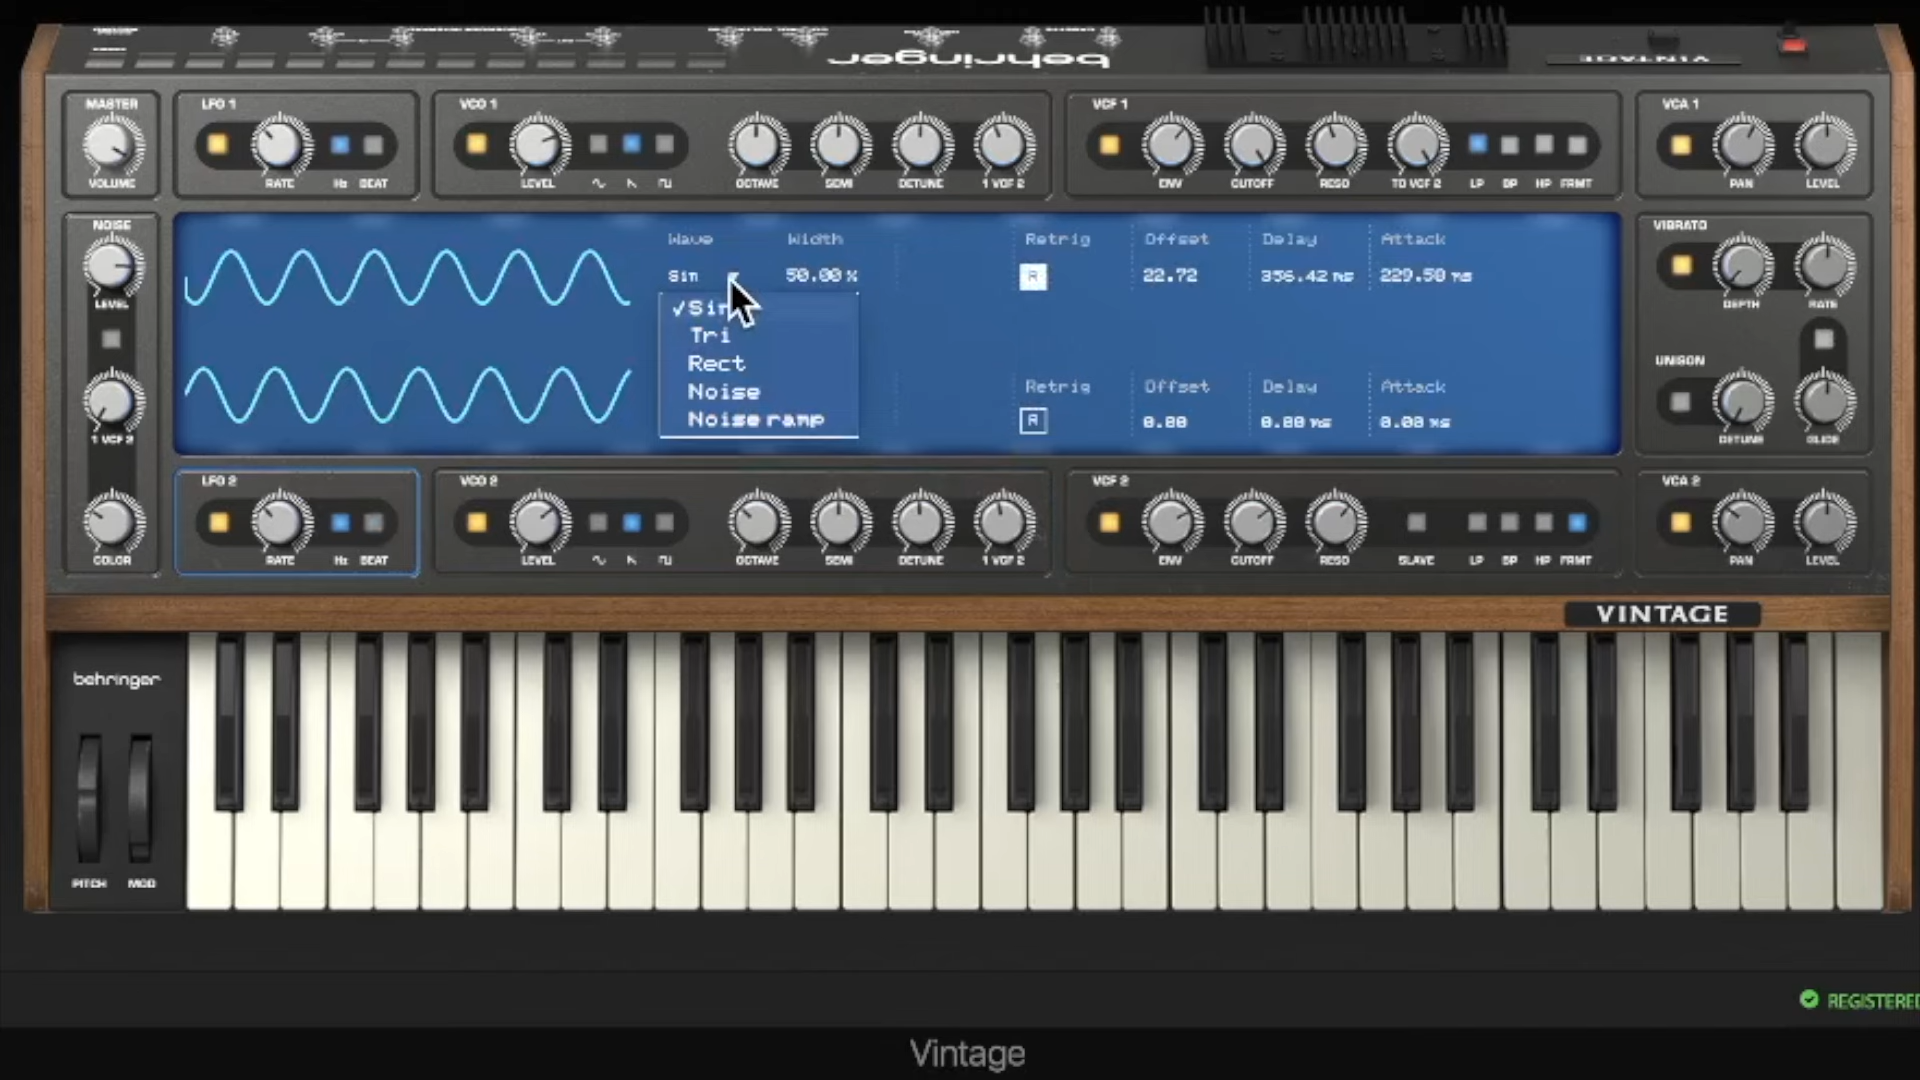 behringer
VINTAGE
MASTER LFO 1 VCO 1 VCF 1 VCA 1
VOLUME RATE Hz BEAT LEVEL OCTAVE SEMI DETUNE 1 VCF 2 ENV CUTOFF RESO TO VCF 2 LP BP HP FRMT PAN LEVEL
NOISE VIBRATO
Wave Width Retrig Offset Delay Attack
Sin 50.00 % R 22.72 356.42 ms 229.50 ms
LEVEL DEPTH RATE
✓Sin
Tri
Rect
Noise
Noise ramp
UNISON
Retrig Offset Delay Attack
R 0.00 0.00 ms 0.00 ms
1 VCF 2 DETUNE GLIDE
LFO 2 VCO 2 VCF 2 VCA 2
COLOR RATE Hz BEAT LEVEL OCTAVE SEMI DETUNE 1 VCF 2 ENV CUTOFF RESO SLAVE LP BP HP FRMT PAN LEVEL
VINTAGE
behringer
PITCH MOD
REGISTERED
Vintage